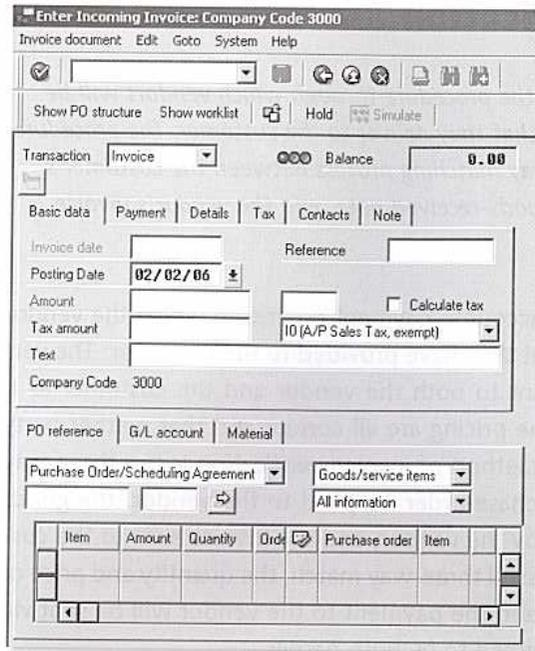 Enter Incoming Invoice: Company Code 3000
Invoice document Edit Goto System Help
Show PO structure Show worklist Hold Simulate
Transaction Invoice Balance 0.00
Basic data Payment Details Tax Contacts Note
Invoice date Reference
Posting Date 02/02/06
Amount Calculate tax
Tax amount I0 (A/P Sales Tax, exempt)
Text
Company Code 3000
PO reference G/L account Material
Purchase Order/Scheduling Agreement Goods/service items
All information
Item Amount Quantity Orde Purchase order Item